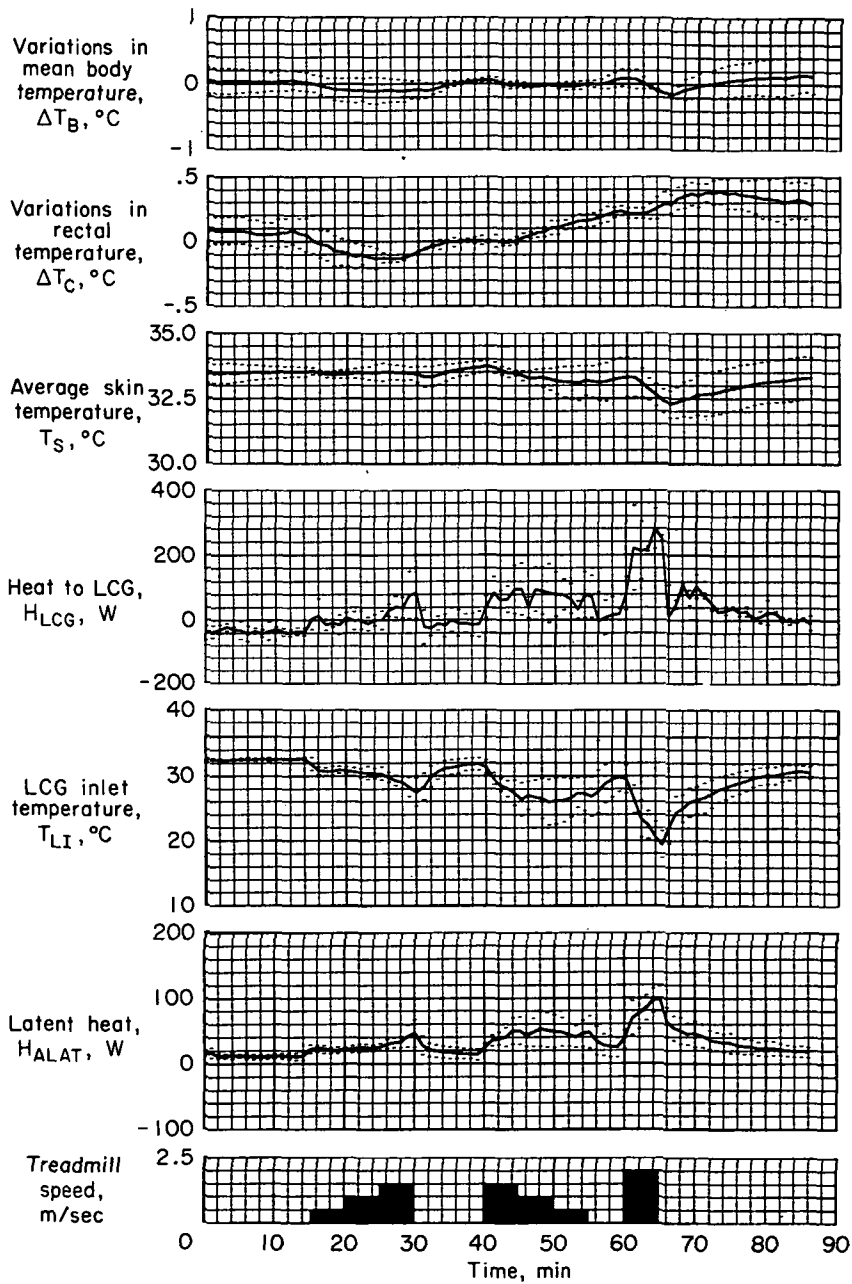 Variations in
mean body
temperature,
ΔT_B, °C
1
0
-1
Variations in
rectal
temperature,
ΔT_C, °C
.5
0
-.5
Average skin
temperature,
T_S, °C
35.0
32.5
30.0
Heat to LCG,
H_LCG, W
400
200
0
-200
LCG inlet
temperature,
T_LI, °C
40
30
20
10
Latent heat,
H_ALAT, W
200
100
0
-100
Treadmill
speed,
m/sec
2.5
0 10 20 30 40 50 60 70 80 90
Time, min